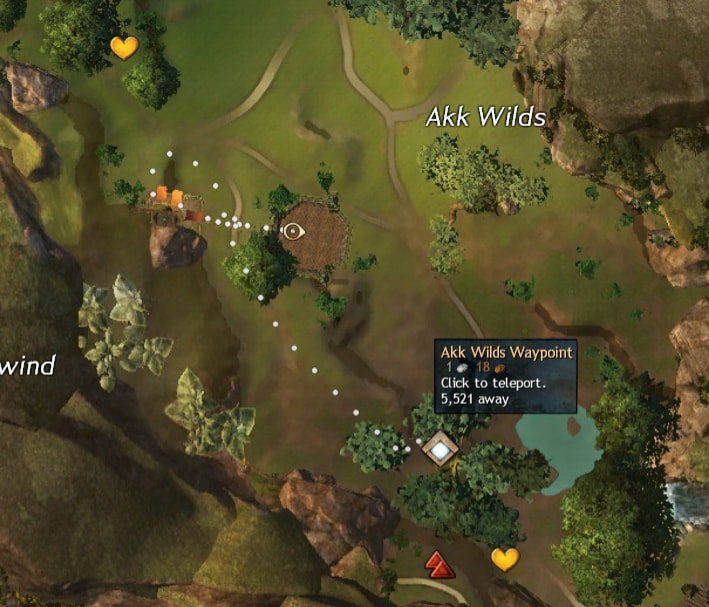 Akk Wilds
wind
Akk Wilds Waypoint
1 18
Click to teleport.
5,521 away